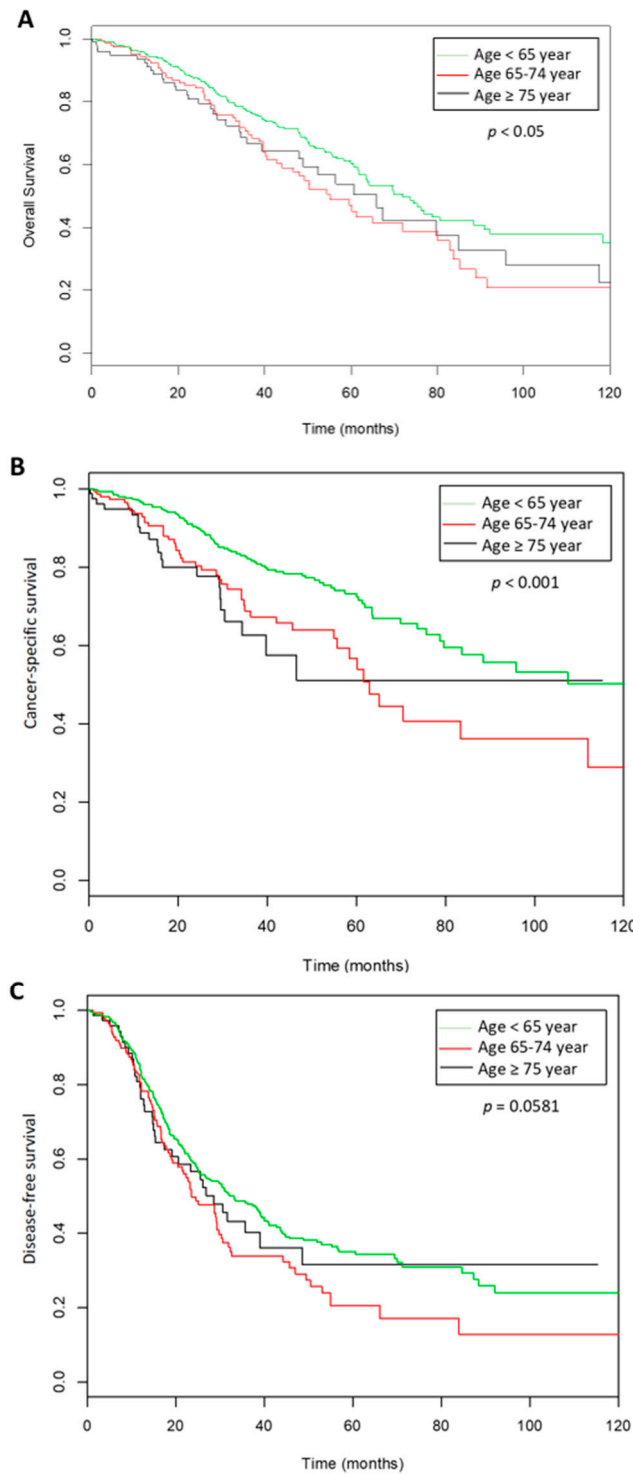 A
Overall Survival
1.0
0.8
0.6
0.4
0.2
0.0
Age < 65 year
Age 65-74 year
Age ≥ 75 year
p < 0.05
0 20 40 60 80 100 120
Time (months)
B
Cancer-specific survival
1.0
0.8
0.6
0.4
0.2
0.0
Age < 65 year
Age 65-74 year
Age ≥ 75 year
p < 0.001
0 20 40 60 80 100 120
Time (months)
C
Disease-free survival
1.0
0.8
0.6
0.4
0.2
0.0
Age < 65 year
Age 65-74 year
Age ≥ 75 year
p = 0.0581
0 20 40 60 80 100 120
Time (months)